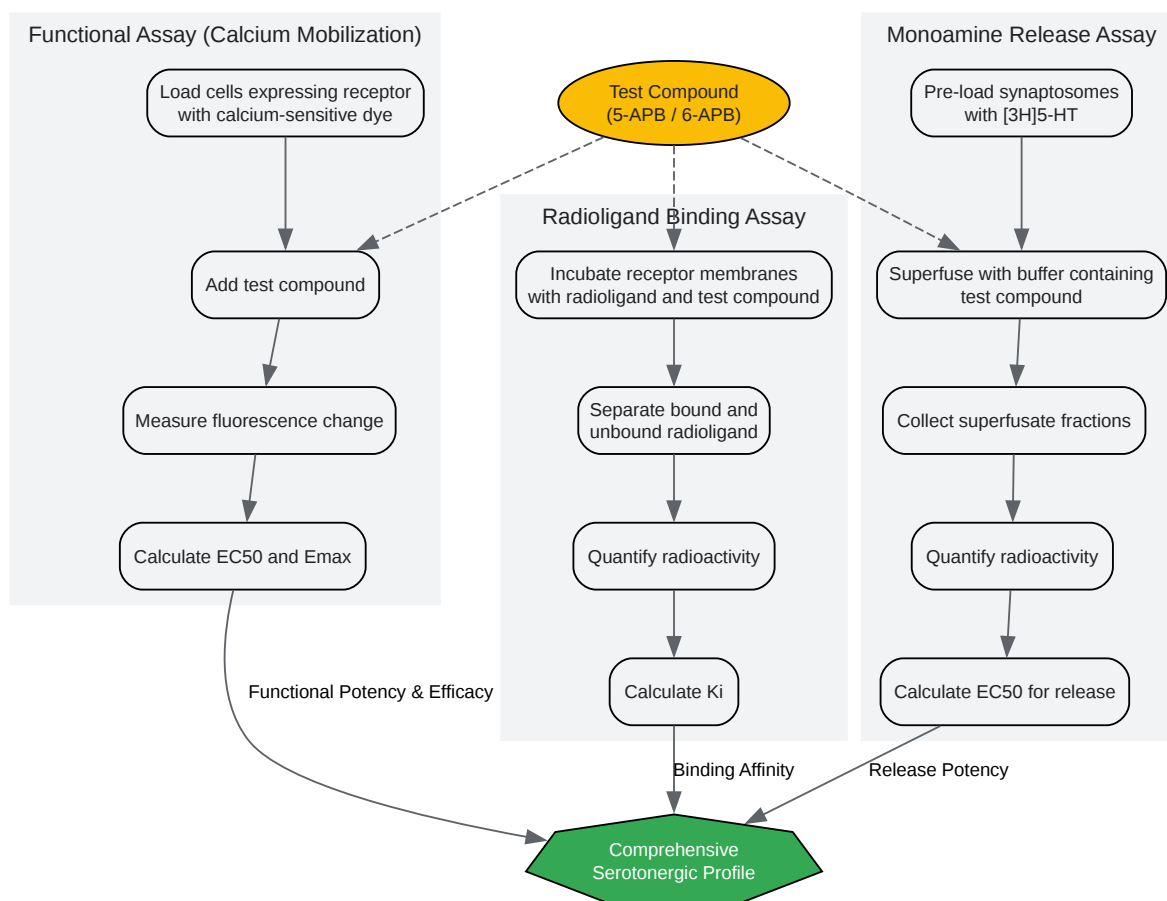 Functional Assay (Calcium Mobilization)
Load cells expressing receptor
with calcium-sensitive dye
Add test compound
Measure fluorescence change
Calculate EC50 and Emax
Functional Potency & Efficacy
Test Compound
(5-APB / 6-APB)
Radioligand Binding Assay
Incubate receptor membranes
with radioligand and test compound
Separate bound and
unbound radioligand
Quantify radioactivity
Calculate Ki
Binding Affinity
Monoamine Release Assay
Pre-load synaptosomes
with [3H]5-HT
Superfuse with buffer containing
test compound
Collect superfusate fractions
Quantify radioactivity
Calculate EC50 for release
Release Potency
Comprehensive
Serotonergic Profile